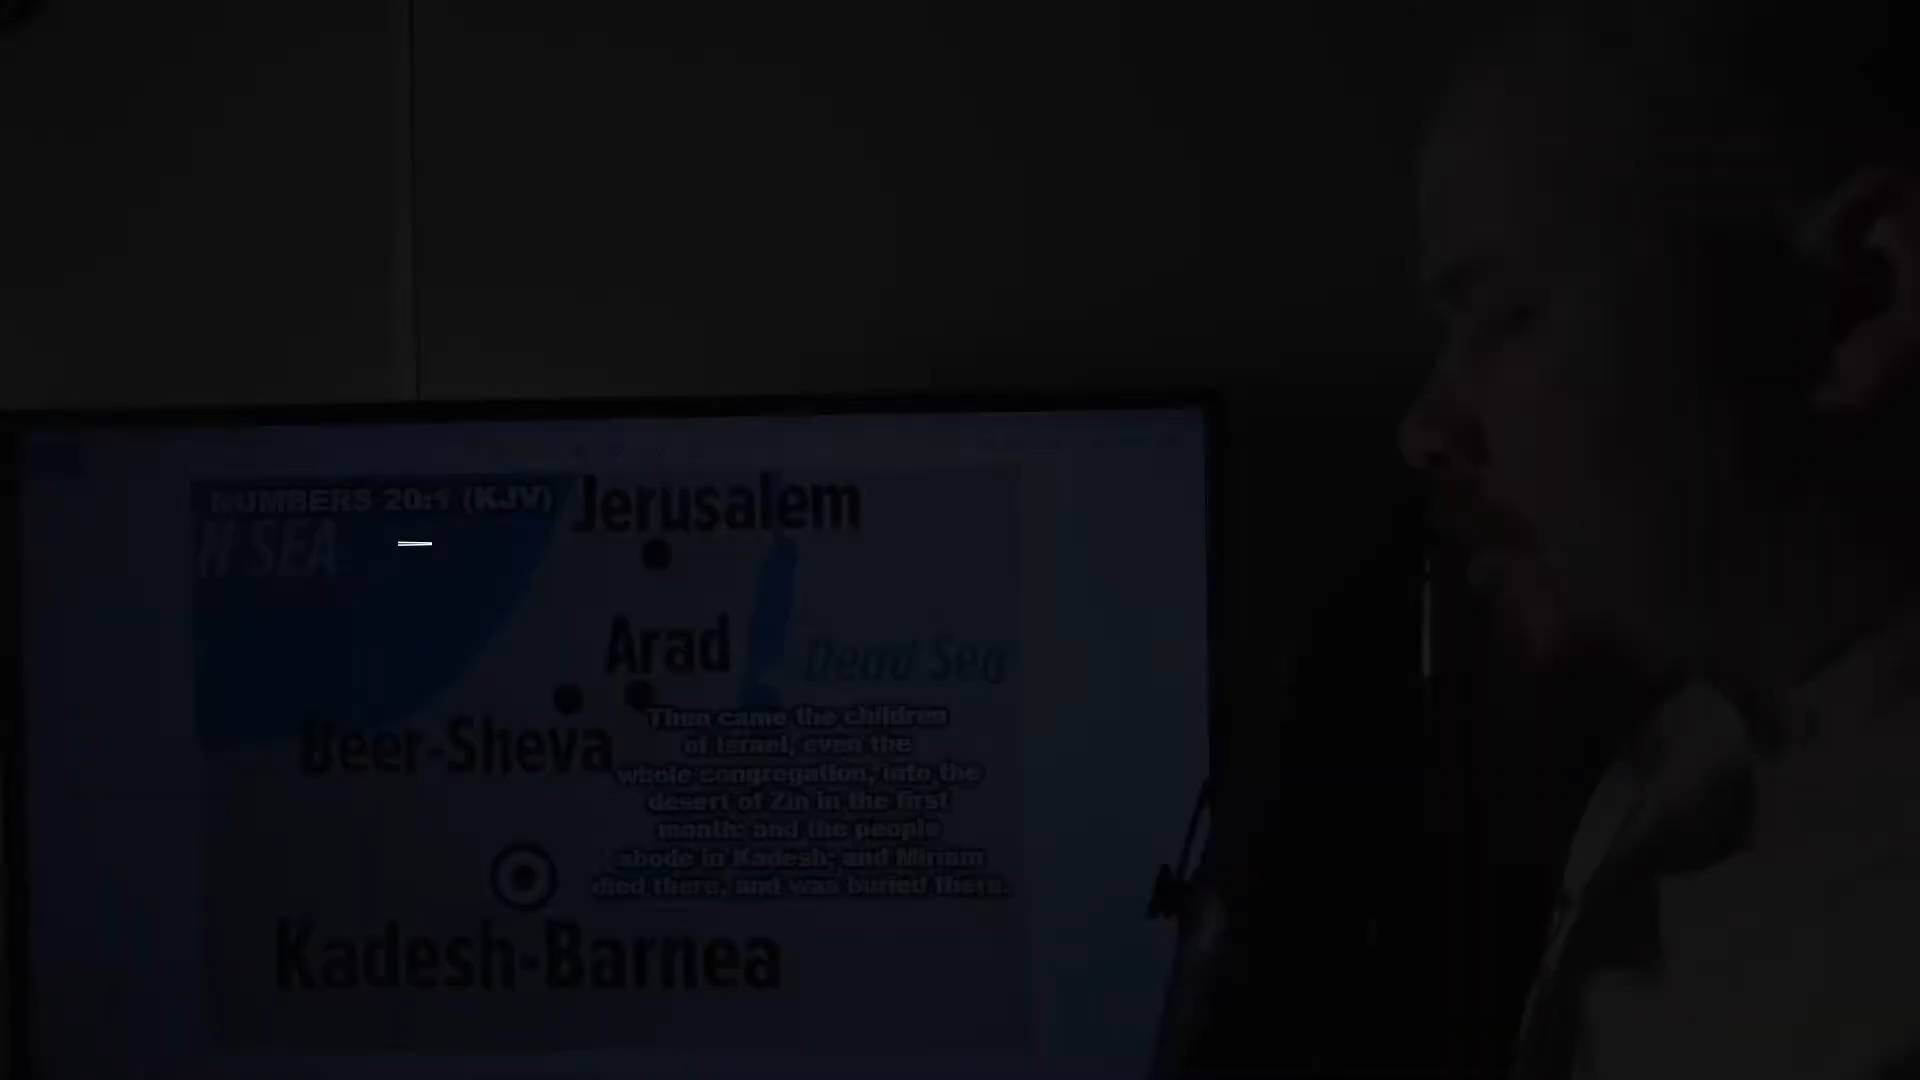 NUMBERS 20:1 (KJV)
Jerusalem
N SEA
Arad
Dead Sea
Beer-Sheva
Then came the children
of Israel, even the
whole congregation, into the
desert of Zin in the first
month: and the people
abode in Kadesh; and Miriam
died there, and was buried there.
Kadesh-Barnea